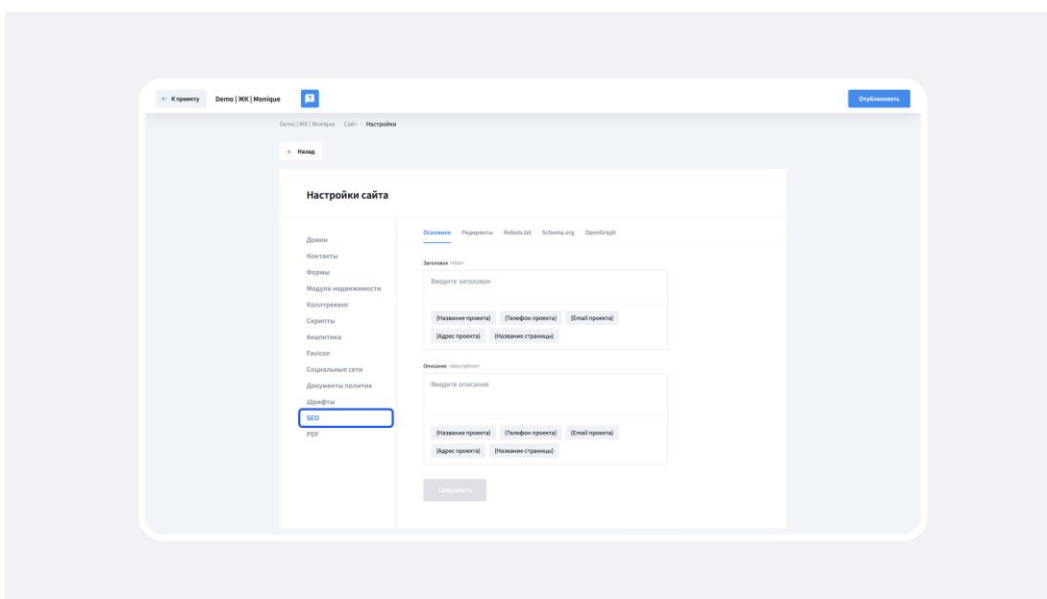 ← К проекту Demo | ЖК | Monique Опубликовать
Demo | ЖК | Monique Сайт Настройки
← Назад
Настройки сайта
Основное Редиректы Robots.txt Schema.org OpenGraph
Домен
Контакты
Формы
Модули недвижимости
Коллтрекинг
Скрипты
Аналитика
Favicon
Социальные сети
Документы политик
Шрифты
SEO
PDF
Заголовок <title>
Введите заголовок
{Название проекта} {Телефон проекта} {Email проекта}
{Адрес проекта} {Название страницы}
Описание <description>
Введите описание
{Название проекта} {Телефон проекта} {Email проекта}
{Адрес проекта} {Название страницы}
Сохранить